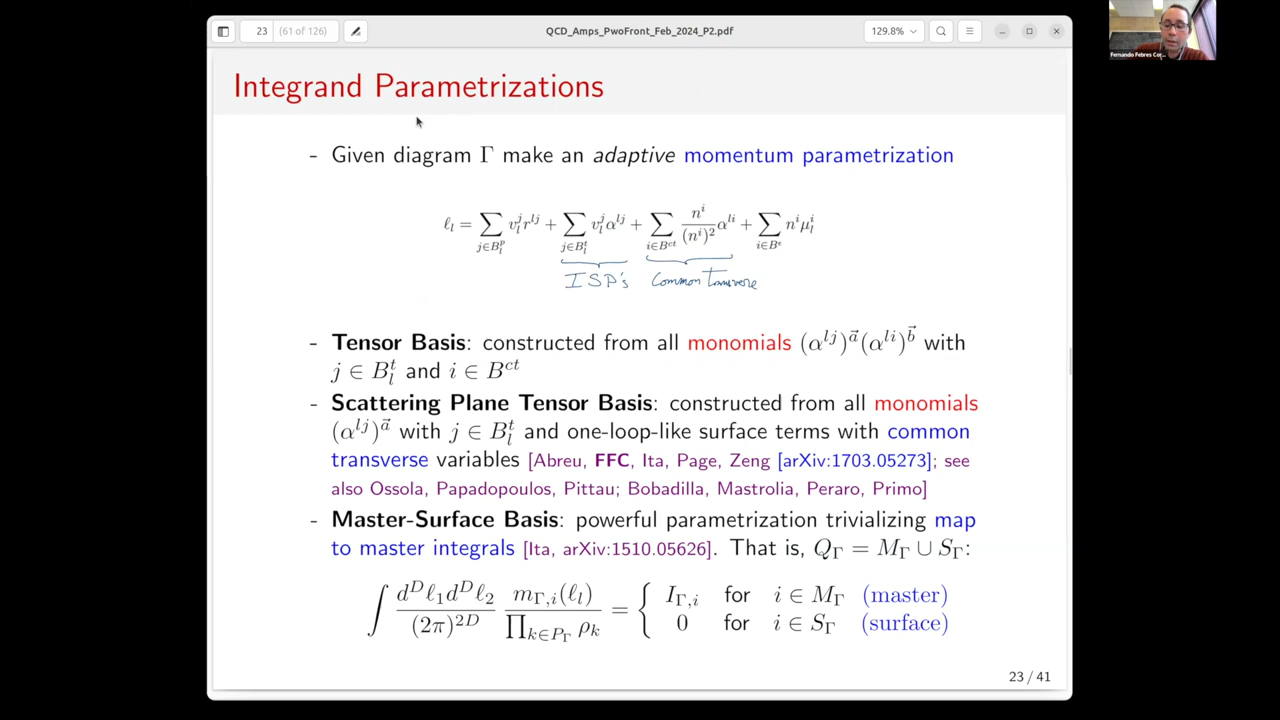 23 (61 of 126) QCD_Amps_PwoFront_Feb_2024_P2.pdf 129.8%
Fernando Febres Cor...
Integrand Parametrizations
- Given diagram Γ make an adaptive momentum parametrization
ℓ_l = ∑_{j∈B_l^p} v_l^j r^{lj} + ∑_{j∈B_l^t} v_l^j α^{lj} + ∑_{i∈B^{ct}} n^i/(n^i)^2 α^{li} + ∑_{i∈B^ϵ} n^i μ_l^i
ISP's Common Transverse
- Tensor Basis: constructed from all monomials (α^{lj})^{\vec{a}}(α^{li})^{\vec{b}} with
j ∈ B_l^t and i ∈ B^{ct}
- Scattering Plane Tensor Basis: constructed from all monomials
(α^{lj})^{\vec{a}} with j ∈ B_l^t and one-loop-like surface terms with common
transverse variables [Abreu, FFC, Ita, Page, Zeng [arXiv:1703.05273]; see
also Ossola, Papadopoulos, Pittau; Bobadilla, Mastrolia, Peraro, Primo]
- Master-Surface Basis: powerful parametrization trivializing map
to master integrals [Ita, arXiv:1510.05626]. That is, Q_Γ = M_Γ ∪ S_Γ:
∫ d^Dℓ_1 d^Dℓ_2/(2π)^{2D} m_{Γ,i}(ℓ_l)/∏_{k∈P_Γ} ρ_k = { I_{Γ,i} for i ∈ M_Γ (master)
0 for i ∈ S_Γ (surface)
23 / 41